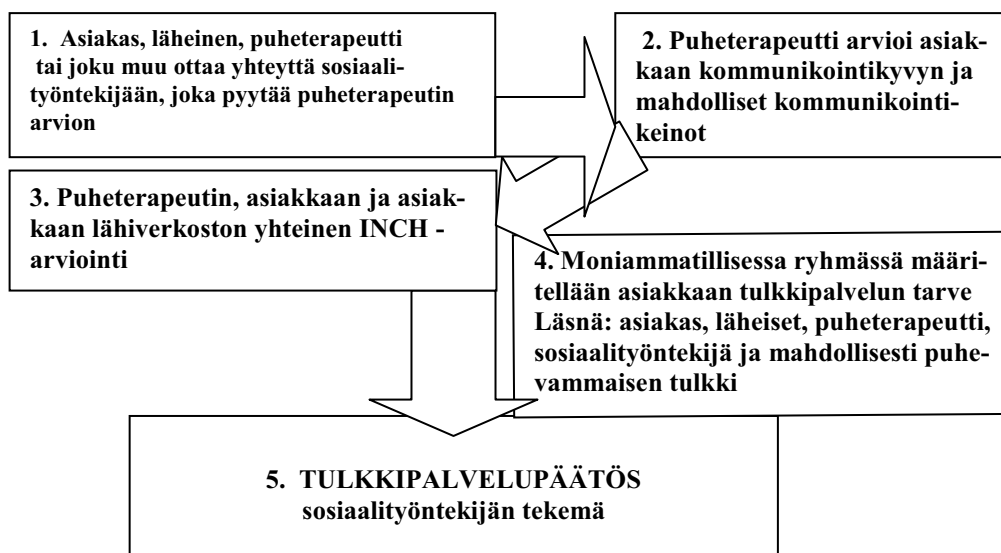 1. Asiakas, läheinen, puheterapeutti
tai joku muu ottaa yhteyttä sosiaali-
työntekijään, joka pyytää puheterapeutin
arvion
2. Puheterapeutti arvioi asiak-
kaan kommunikointikyvyn ja
mahdolliset kommunikointi-
keinot
3. Puheterapeutin, asiakkaan ja asiak-
kaan lähiverkoston yhteinen INCH -
arviointi
4. Moniammatillisessa ryhmässä määri-
tellään asiakkaan tulkkipalvelun tarve
Läsnä: asiakas, läheiset, puheterapeutti,
sosiaalityöntekijä ja mahdollisesti puhe-
vammaisen tulkki
5. TULKKIPALVELUPÄÄTÖS
sosiaalityöntekijän tekemä